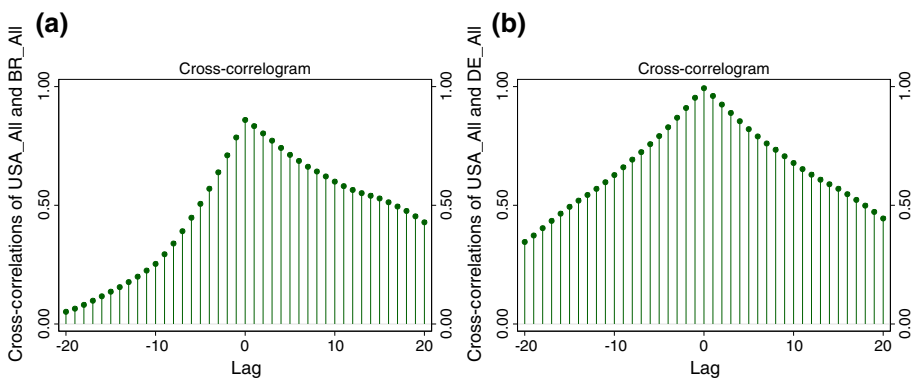 (a)
Cross-correlogram
Cross-correlations of USA_All and BR_All
0.00 0.50 1.00
0.00 0.50 1.00
-20 -10 0 10 20
Lag
(b)
Cross-correlogram
Cross-correlations of USA_All and DE_All
0.00 0.50 1.00
0.00 0.50 1.00
-20 -10 0 10 20
Lag